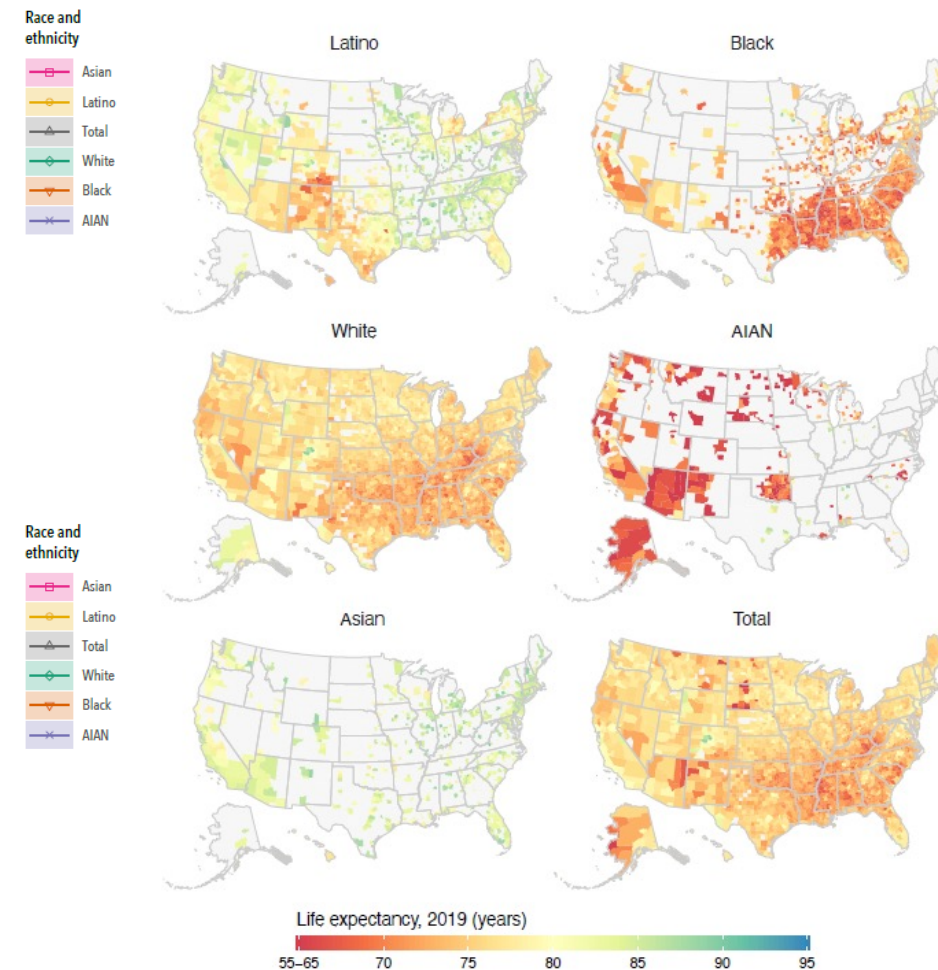 Race and
ethnicity
Asian
Latino
Total
White
Black
AIAN
Latino
Black
White
AIAN
Race and
ethnicity
Asian
Latino
Total
White
Black
AIAN
Asian
Total
Life expectancy, 2019 (years)
55–65 70 75 80 85 90 95